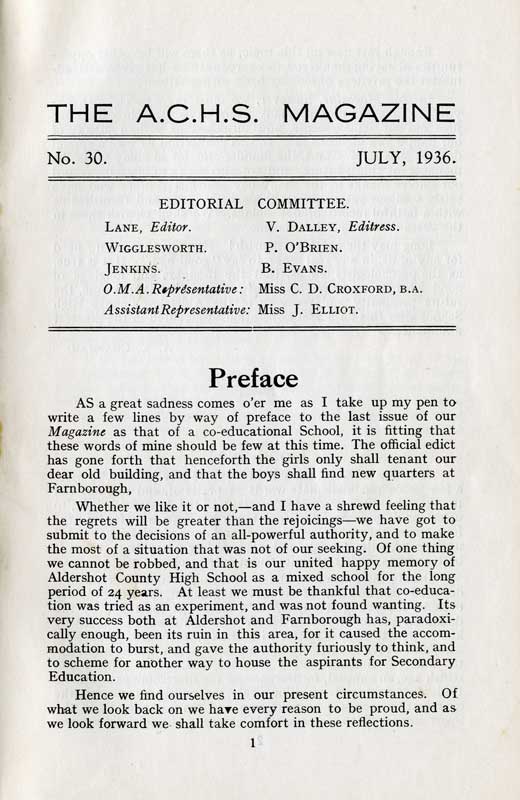 THE A.C.H.S. MAGAZINE
No. 30. JULY, 1936.
EDITORIAL COMMITTEE.
LANE, Editor. V. DALLEY, Editress.
WIGGLESWORTH. P. O'BRIEN.
JENKINS. B. EVANS.
O.M.A. Representative: Miss C. D. CROXFORD, B.A.
Assistant Representative: Miss J. ELLIOT.
Preface
AS a great sadness comes o'er me as I take up my pen to
write a few lines by way of preface to the last issue of our
Magazine as that of a co-educational School, it is fitting that
these words of mine should be few at this time. The official edict
has gone forth that henceforth the girls only shall tenant our
dear old building, and that the boys shall find new quarters at
Farnborough,
Whether we like it or not,—and I have a shrewd feeling that
the regrets will be greater than the rejoicings—we have got to
submit to the decisions of an all-powerful authority, and to make
the most of a situation that was not of our seeking. Of one thing
we cannot be robbed, and that is our united happy memory of
Aldershot County High School as a mixed school for the long
period of 24 years. At least we must be thankful that co-educa-
tion was tried as an experiment, and was not found wanting. Its
very success both at Aldershot and Farnborough has, paradoxi-
cally enough, been its ruin in this area, for it caused the accom-
modation to burst, and gave the authority furiously to think, and
to scheme for another way to house the aspirants for Secondary
Education.
Hence we find ourselves in our present circumstances. Of
what we look back on we have every reason to be proud, and as
we look forward we shall take comfort in these reflections.
1